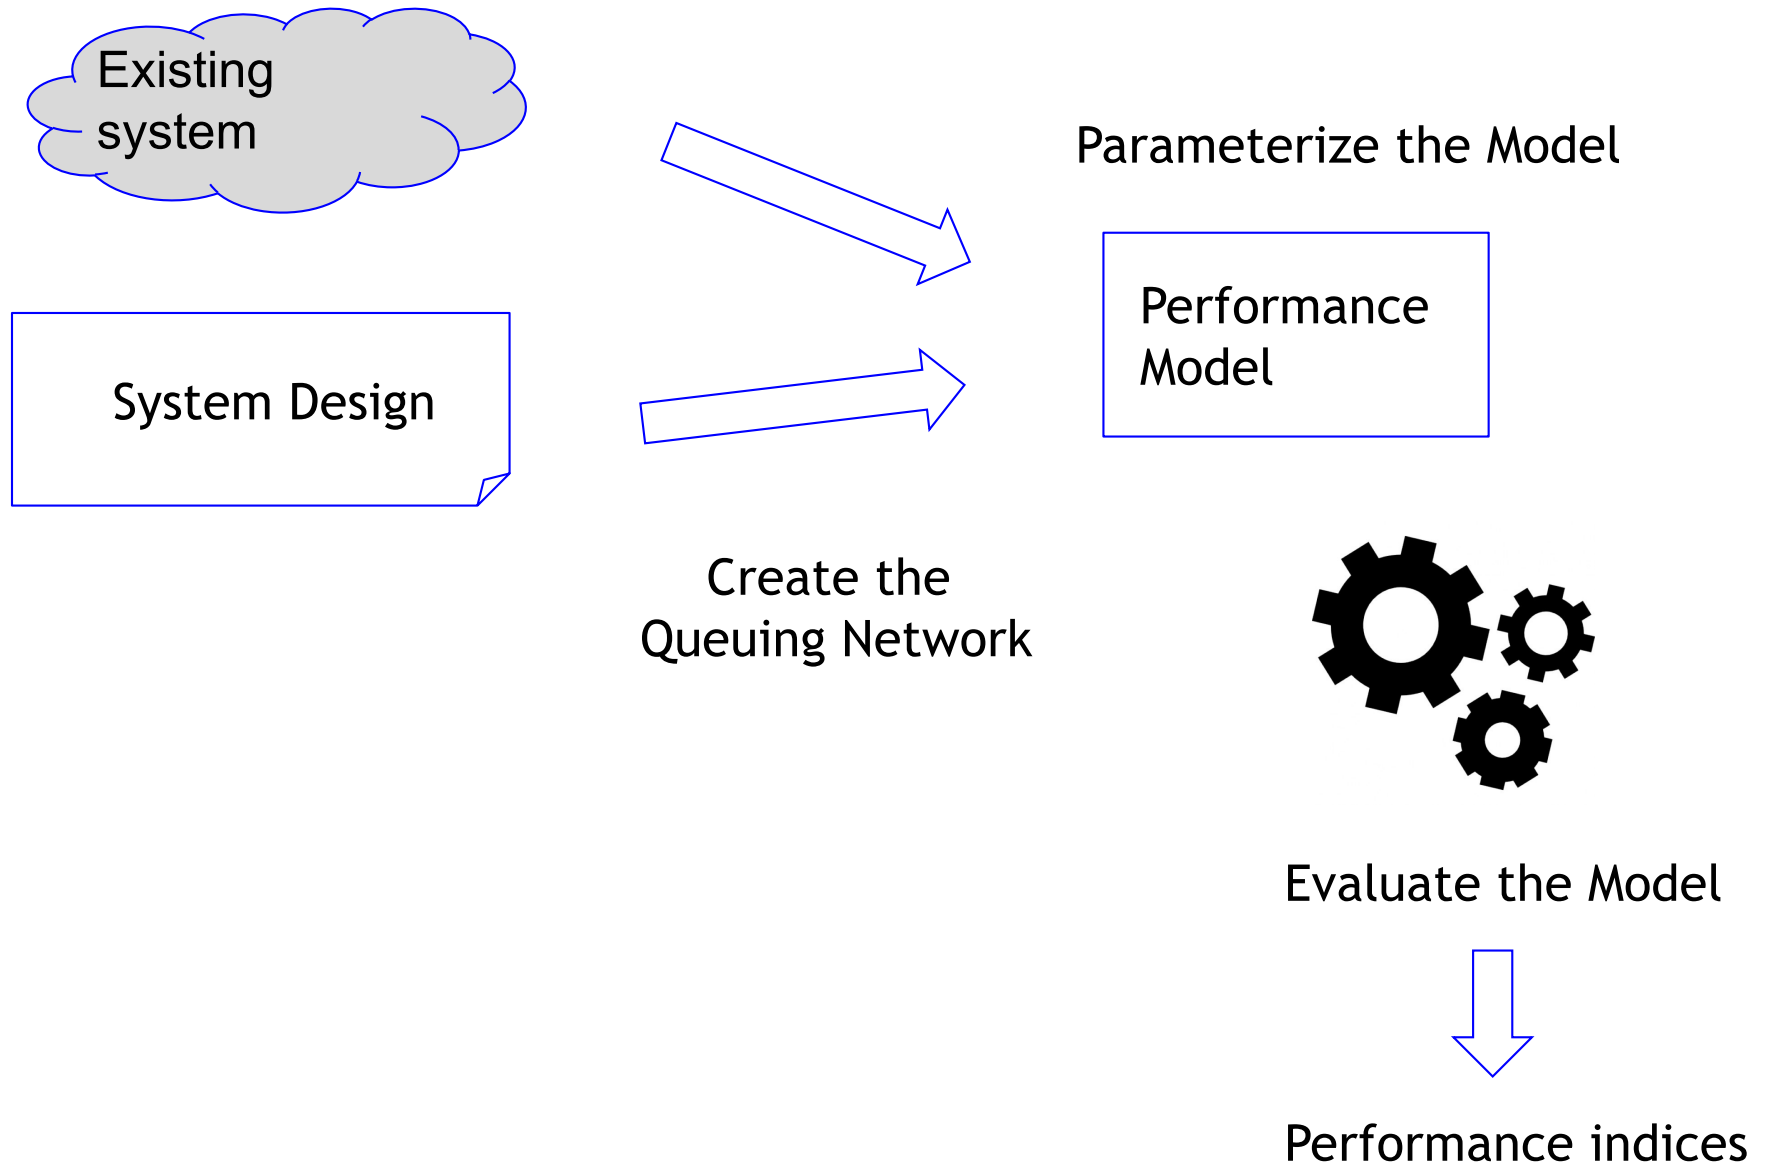 Existing
system
Parameterize the Model
Performance
Model
System Design
Create the
Queuing Network
Evaluate the Model
Performance indices